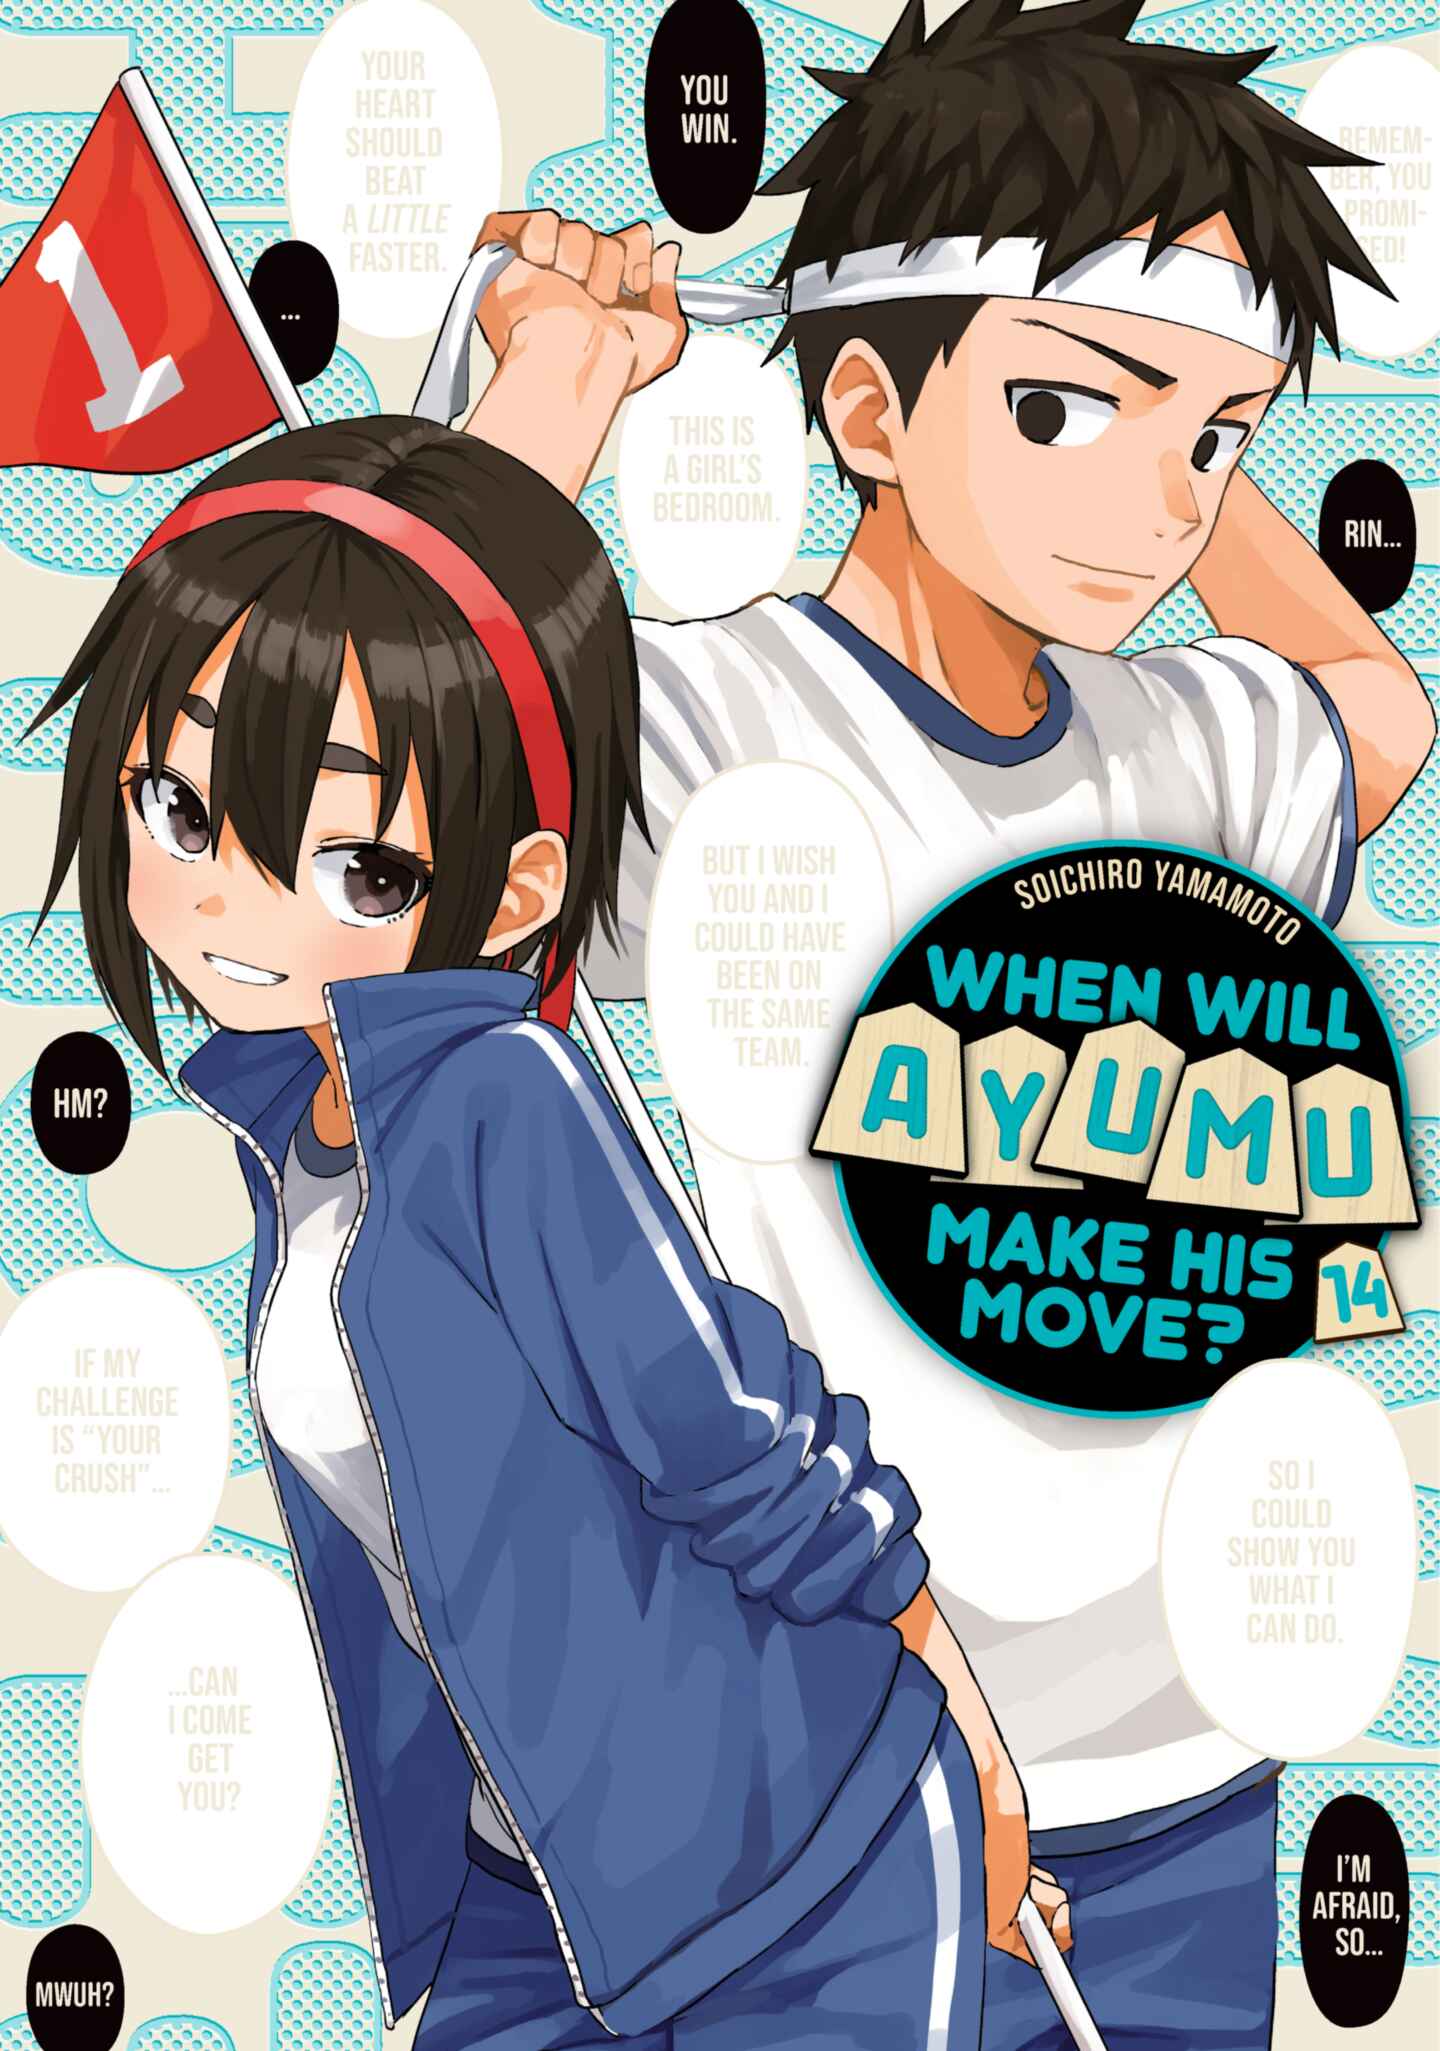 YOUR
HEART
SHOULD
BEAT
A LITTLE
FASTER.
YOU
WIN.
REMEM-
BER, YOU
PROMI-
SED!
1
...
THIS IS
A GIRL'S
BEDROOM.
RIN...
BUT I WISH
YOU AND I
COULD HAVE
BEEN ON
THE SAME
TEAM.
SOICHIRO YAMAMOTO
WHEN WILL
AYUMU
MAKE HIS
MOVE?
14
HM?
IF MY
CHALLENGE
IS “YOUR
CRUSH”...
SO I
COULD
SHOW YOU
WHAT I
CAN DO.
...CAN
I COME
GET
YOU?
I'M
AFRAID,
SO...
MWUH?